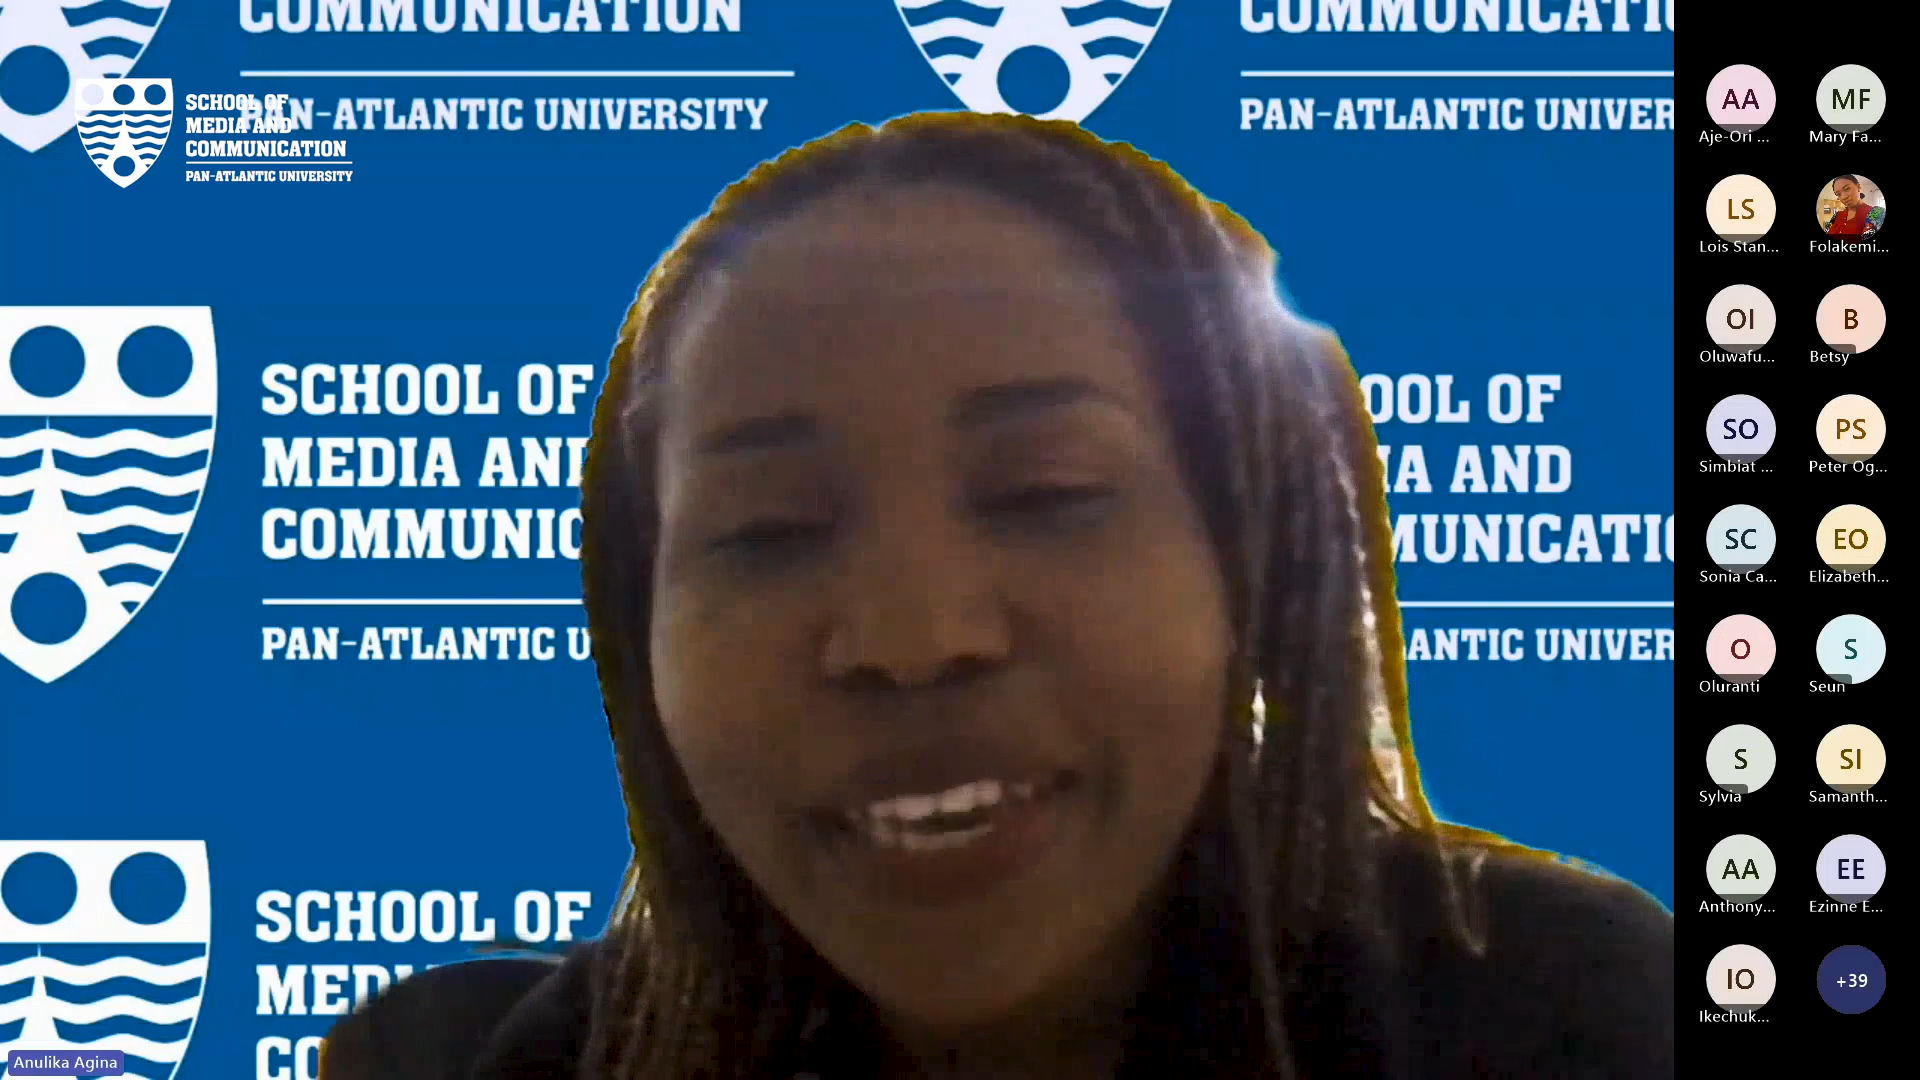 COMMUNICATION
PAN-ATLANTIC UNIVERSITY
COMMUNICATI
PAN-ATLANTIC UNIVER
SCHOOL OF
MEDIA AND
COMMUNICATION
PAN-ATLANTIC UNIVERSITY
SCHOOL OF
MEDIA AND
COMMUNIC
PAN-ATLANTIC U
OOL OF
IA AND
MUNICATIO
ANTIC UNIVER
SCHOOL OF
MEDI
CO
Anulika Agina
AA
Aje-Ori ...
MF
Mary Fa...
LS
Lois Stan...
Folakemi...
OI
Oluwafu...
B
Betsy
SO
Simbiat ...
PS
Peter Og...
SC
Sonia Ca...
EO
Elizabeth...
O
Oluranti
S
Seun
S
Sylvia
SI
Samanth...
AA
Anthony...
EE
Ezinne E...
IO
Ikechuk...
+39